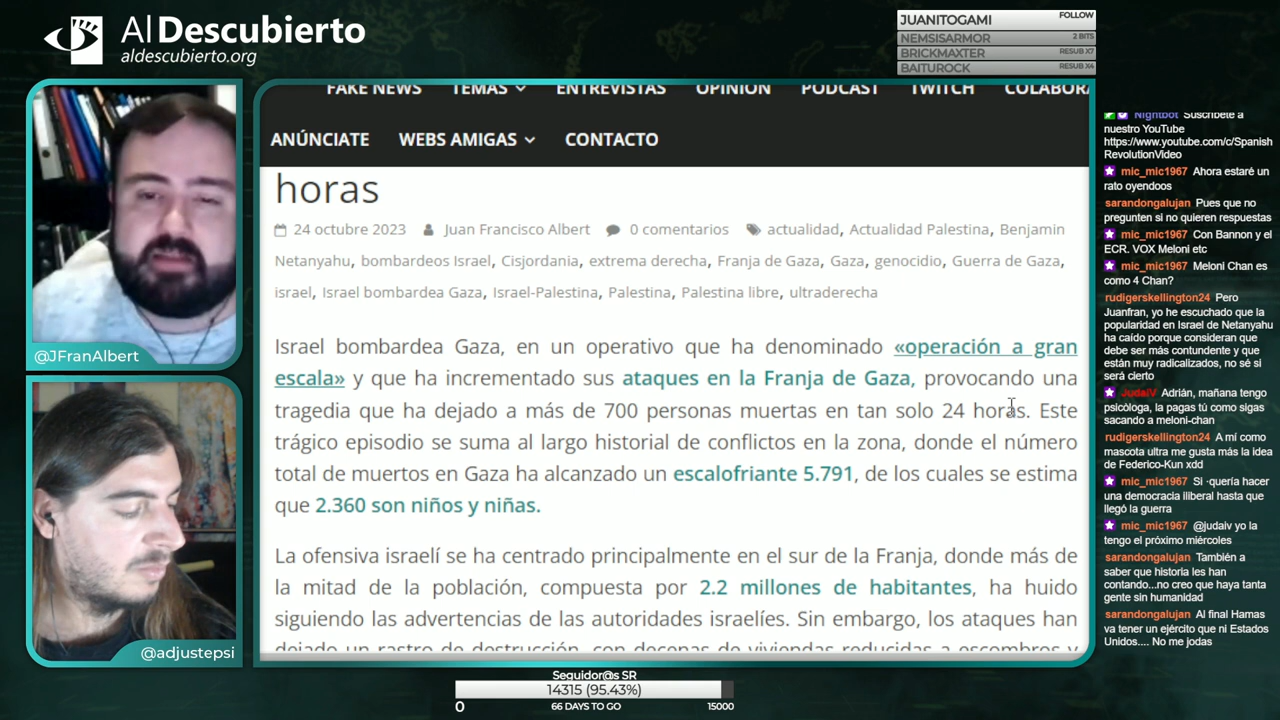 Al Descubierto
aldescubierto.org
JUANITOGAMI FOLLOW
NEMSISARMOR 2 BITS
BRICKMAXTER RESUB X7
BAITUROCK RESUB X4
@JFranAlbert
@adjustepsi
FAKE NEWS TEMAS ENTREVISTAS OPINIÓN PODCAST TWITCH COLABORA
ANÚNCIATE WEBS AMIGAS CONTACTO
horas
24 octubre 2023 Juan Francisco Albert 0 comentarios actualidad, Actualidad Palestina, Benjamin
Netanyahu, bombardeos Israel, Cisjordania, extrema derecha, Franja de Gaza, Gaza, genocidio, Guerra de Gaza,
israel, Israel bombardea Gaza, Israel-Palestina, Palestina, Palestina libre, ultraderecha
Israel bombardea Gaza, en un operativo que ha denominado «operación a gran
escala» y que ha incrementado sus ataques en la Franja de Gaza, provocando una
tragedia que ha dejado a más de 700 personas muertas en tan solo 24 horas. Este
trágico episodio se suma al largo historial de conflictos en la zona, donde el número
total de muertos en Gaza ha alcanzado un escalofriante 5.791, de los cuales se estima
que 2.360 son niños y niñas.
La ofensiva israelí se ha centrado principalmente en el sur de la Franja, donde más de
la mitad de la población, compuesta por 2.2 millones de habitantes, ha huido
siguiendo las advertencias de las autoridades israelíes. Sin embargo, los ataques han
dejado un rastro de destrucción, con decenas de viviendas reducidas a escombros y
Nightbot Suscríbete a
nuestro YouTube
https://www.youtube.com/c/Spanish
RevolutionVideo
mic_mic1967 Ahora estaré un
rato oyendoos
sarandongalujan Pues que no
pregunten si no quieren respuestas
mic_mic1967 Con Bannon y el
ECR. VOX Meloni etc
mic_mic1967 Meloni Chan es
como 4 Chan?
rudigerskellington24 Pero
Juanfran, yo he escuchado que la
popularidad en Israel de Netanyahu
ha caído porque consideran que
debe ser más contundente y que
están muy radicalizados, no sé si
será cierto
JudaiV Adrián, mañana tengo
psicóloga, la pagas tú como sigas
sacando a meloni-chan
rudigerskellington24 A mí como
mascota ultra me gusta más la idea
de Federico-Kun xdd
mic_mic1967 Si ·quería hacer
una democracia iliberal hasta que
llegó la guerra
mic_mic1967 @judaiv yo la
tengo el próximo miércoles
sarandongalujan También a
saber que historia les han
contando...no creo que haya tanta
gente sin humanidad
sarandongalujan Al final Hamas
va tener un ejército que ni Estados
Unidos.... No me jodas
Seguidor@s SR
14315 (95.43%)
0 66 DAYS TO GO 15000